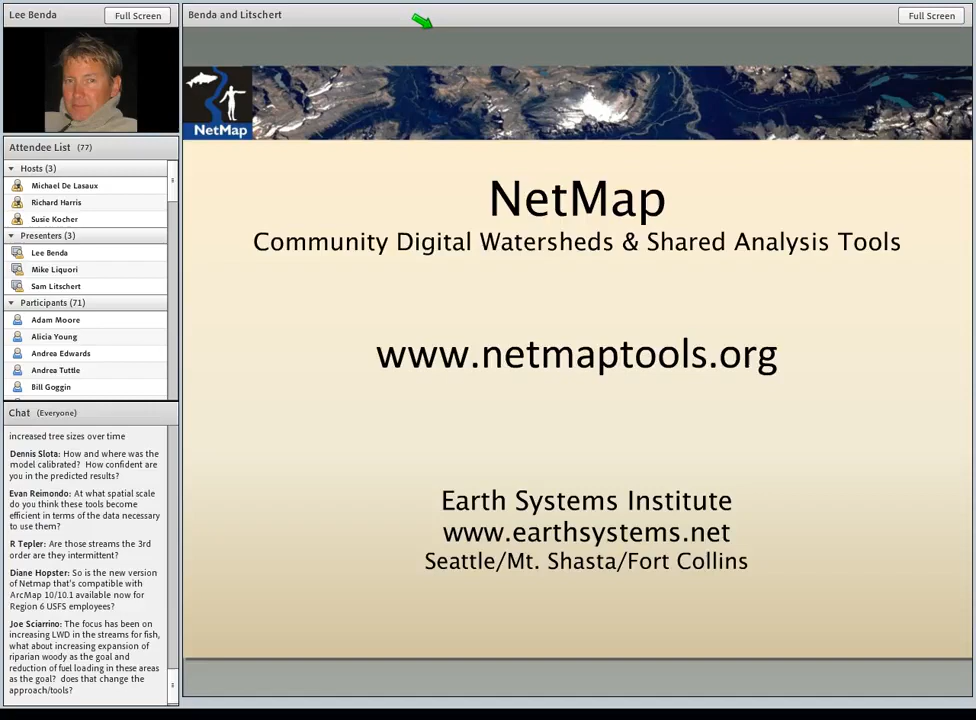 Lee Benda
Full Screen
Benda and Litschert
Full Screen
NetMap
Attendee List (77)
Hosts (3)
Michael De Lasaux
Richard Harris
Susie Kocher
Presenters (3)
Lee Benda
Mike Liquori
Sam Litschert
Participants (71)
Adam Moore
Alicia Young
Andrea Edwards
Andrea Tuttle
Bill Goggin
Chat (Everyone)
increased tree sizes over time
Dennis Slota: How and where was the
model calibrated? How confident are
you in the predicted results?
Evan Reimondo: At what spatial scale
do you think these tools become
efficient in terms of the data necessary
to use them?
R Tepler: Are those streams the 3rd
order are they intermittent?
Diane Hopster: So is the new version
of Netmap that's compatible with
ArcMap 10/10.1 available now for
Region 6 USFS employees?
Joe Sciarrino: The focus has been on
increasing LWD in the streams for fish,
what about increasing expansion of
riparian woody as the goal and
reduction of fuel loading in these areas
as the goal? does that change the
approach/tools?
NetMap
Community Digital Watersheds & Shared Analysis Tools
www.netmaptools.org
Earth Systems Institute
www.earthsystems.net
Seattle/Mt. Shasta/Fort Collins